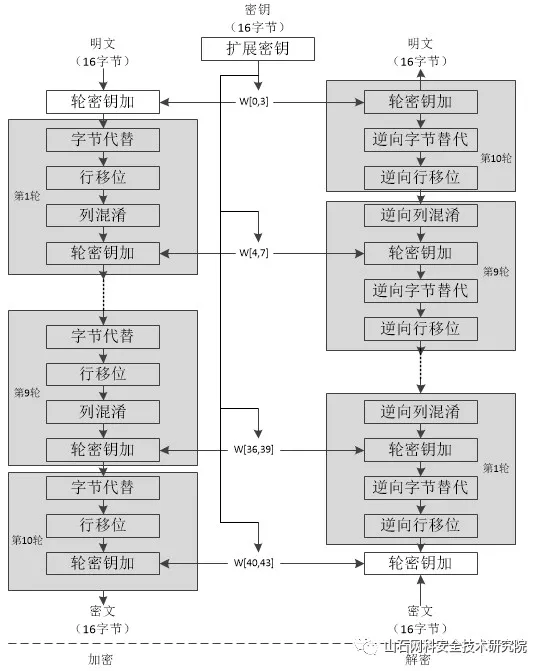 密钥
（16字节）
扩展密钥
明文
（16字节）
轮密钥加
第1轮
字节代替
行移位
列混淆
轮密钥加
第9轮
字节代替
行移位
列混淆
轮密钥加
第10轮
字节代替
行移位
轮密钥加
密文
（16字节）
加密
W[0,3]
W[4,7]
W[36,39]
W[40,43]
明文
（16字节）
轮密钥加
逆向字节替代
逆向行移位
第10轮
逆向列混淆
轮密钥加
逆向字节替代
逆向行移位
第9轮
逆向列混淆
轮密钥加
逆向字节替代
逆向行移位
第1轮
轮密钥加
密文
（16字节）
解密
山石网科安全技术研究院